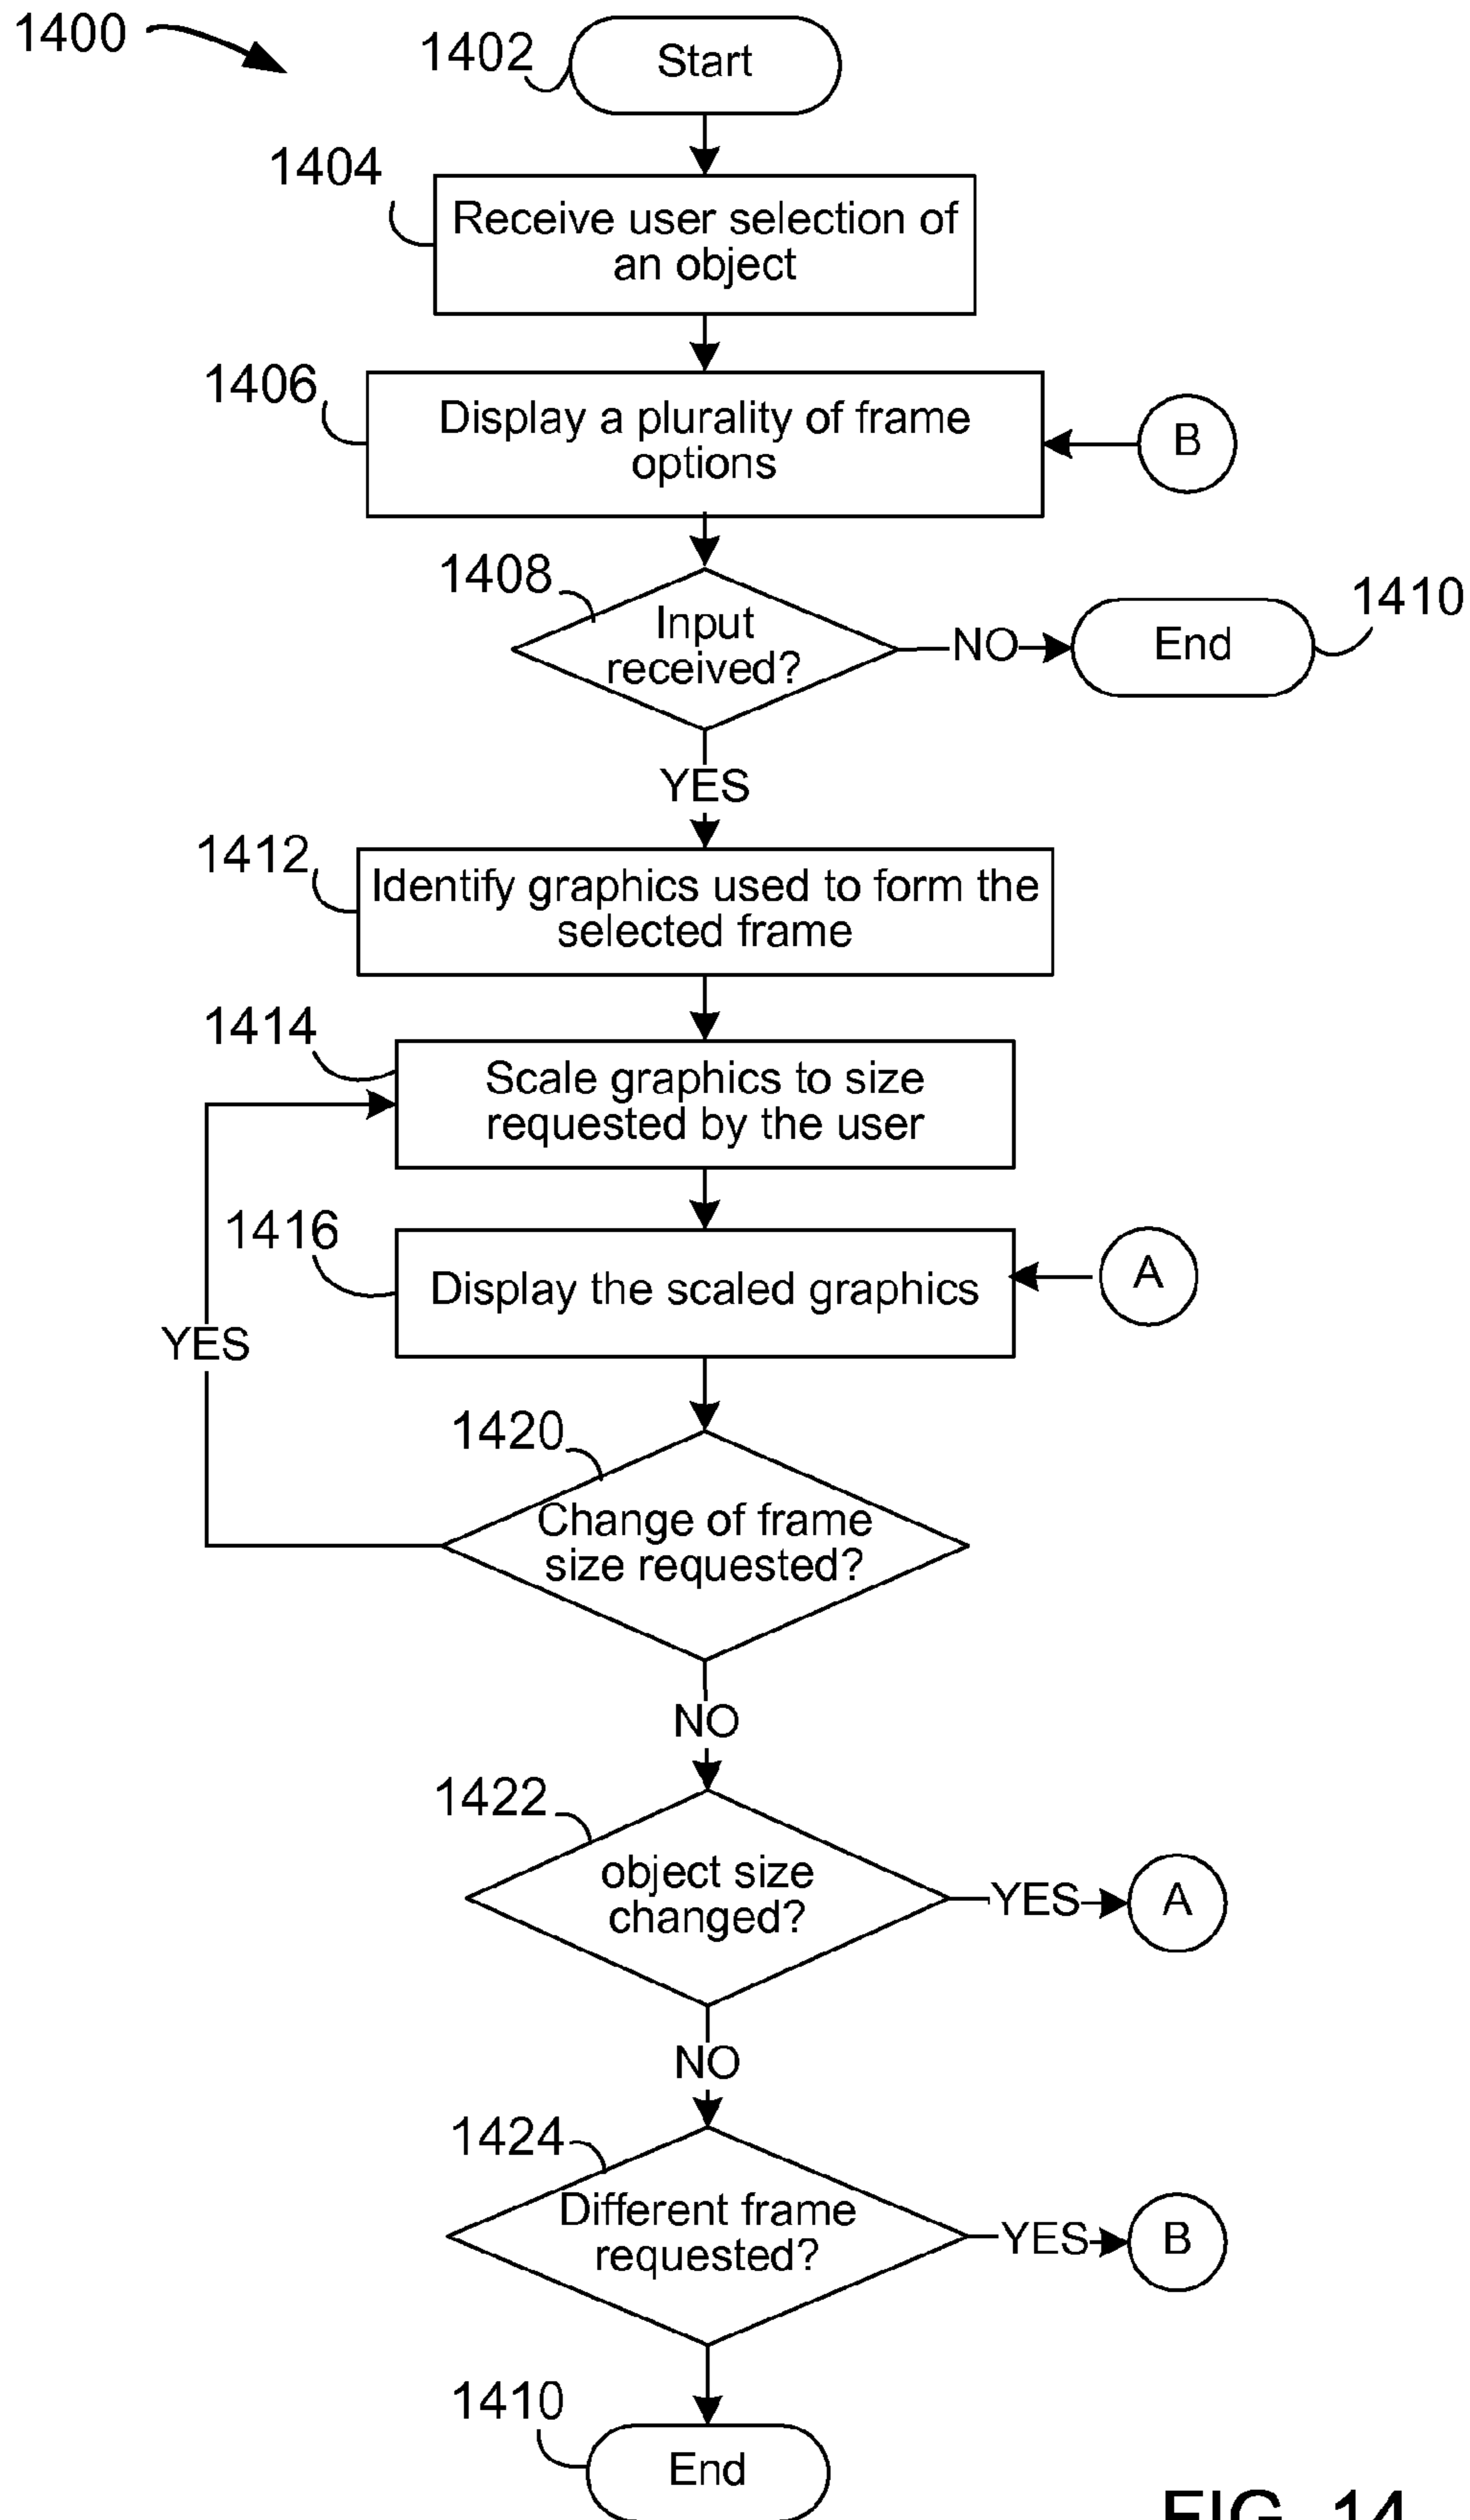 1400
1402
Start
1404
Receive user selection of
an object
1406
Display a plurality of frame
options
B
1408
Input
received?
NO
End
1410
YES
1412
Identify graphics used to form the
selected frame
1414
Scale graphics to size
requested by the user
1416
Display the scaled graphics
A
YES
1420
Change of frame
size requested?
NO
1422
object size
changed?
YES
A
NO
1424
Different frame
requested?
YES
B
1410
End
FIG. 14